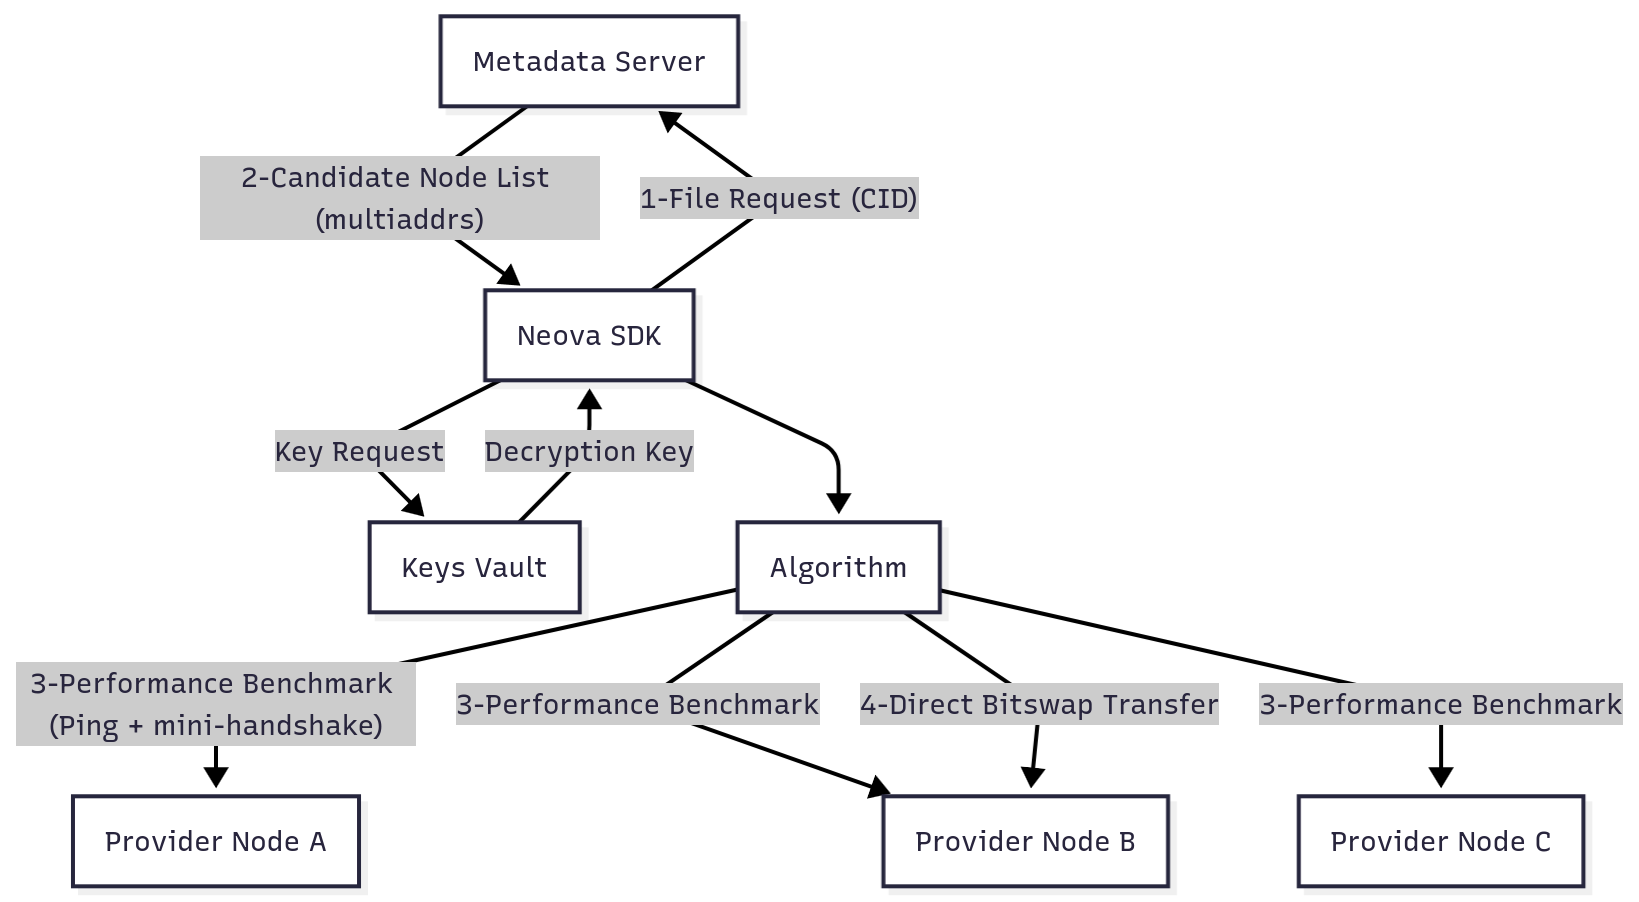 Metadata Server
2-Candidate Node List
(multiaddrs)
1-File Request (CID)
Neova SDK
Key Request
Decryption Key
Keys Vault
Algorithm
3-Performance Benchmark
(Ping + mini-handshake)
3-Performance Benchmark
4-Direct Bitswap Transfer
3-Performance Benchmark
Provider Node A
Provider Node B
Provider Node C